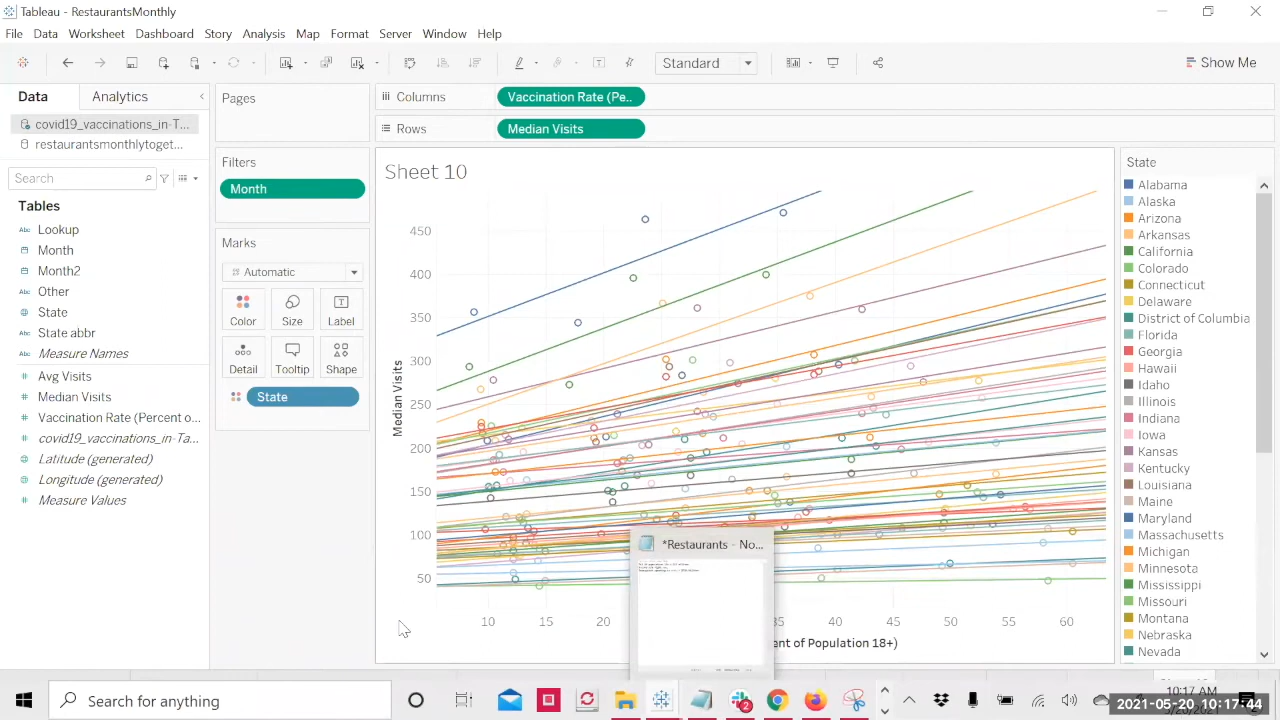 Tableau - RestaurantsMonthly
File Data Worksheet Dashboard Story Analysis Map Format Server Window Help
Standard
Show Me
Data Analytics
covid19_vaccinations_in-T...
restaurantsmonthlytoget...
Search
Tables
Lookup
Month
Month2
Other
State
State abbr
Measure Names
Avg Visits
Median Visits
Vaccination Rate (Percent o...
covid19_vaccinations_in-Ta...
Latitude (generated)
Longitude (generated)
Measure Values
Pages
Filters
Month
Marks
Automatic
Color Size Label
Detail Tooltip Shape
State
Columns Vaccination Rate (Pe..
Rows Median Visits
Sheet 10
Median Visits
450
400
350
300
250
200
150
100
50
10 15 20 35 40 45 50 55 60
ent of Population 18+)
*Restaurants - No...
State
Alabama
Alaska
Arizona
Arkansas
California
Colorado
Connecticut
Delaware
District of Columbia
Florida
Georgia
Hawaii
Idaho
Illinois
Indiana
Iowa
Kansas
Kentucky
Louisiana
Maine
Maryland
Massachusetts
Michigan
Minnesota
Mississippi
Missouri
Montana
Nebraska
Nevada
Search for anything
2
10:17 AM
2021-05-20 10:17:44